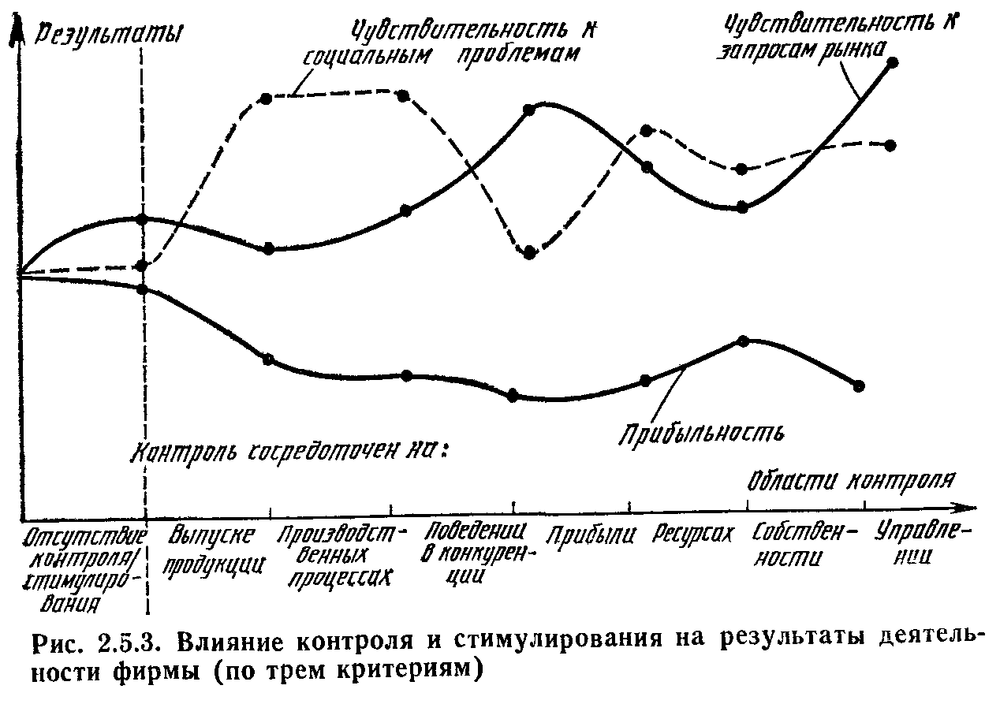 Результаты
Чувствительность к
социальным проблемам
Чувствительность к
запросам рынка
Прибыльность
Контроль сосредоточен на:
Области контроля
Отсутствие
контроля/
стимулиро-
вания
Выпуске
продукции
Производст-
венных
процессах
Поведении
в конкурен-
ции
Прибыли
Ресурсах
Собствен-
ности
Управле-
нии
Рис. 2.5.3. Влияние контроля и стимулирования на результаты деятель-
ности фирмы (по трем критериям)